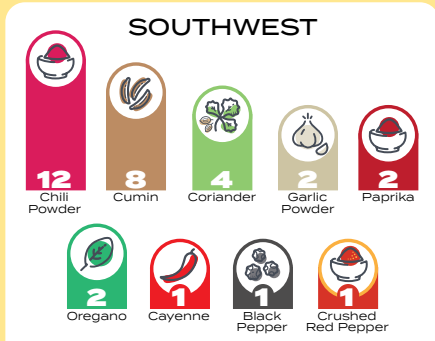 SOUTHWEST
12 8 4 2 2
Chili Powder Cumin Coriander Garlic Powder Paprika
2 1 1 1
Oregano Cayenne Black Pepper Crushed Red Pepper